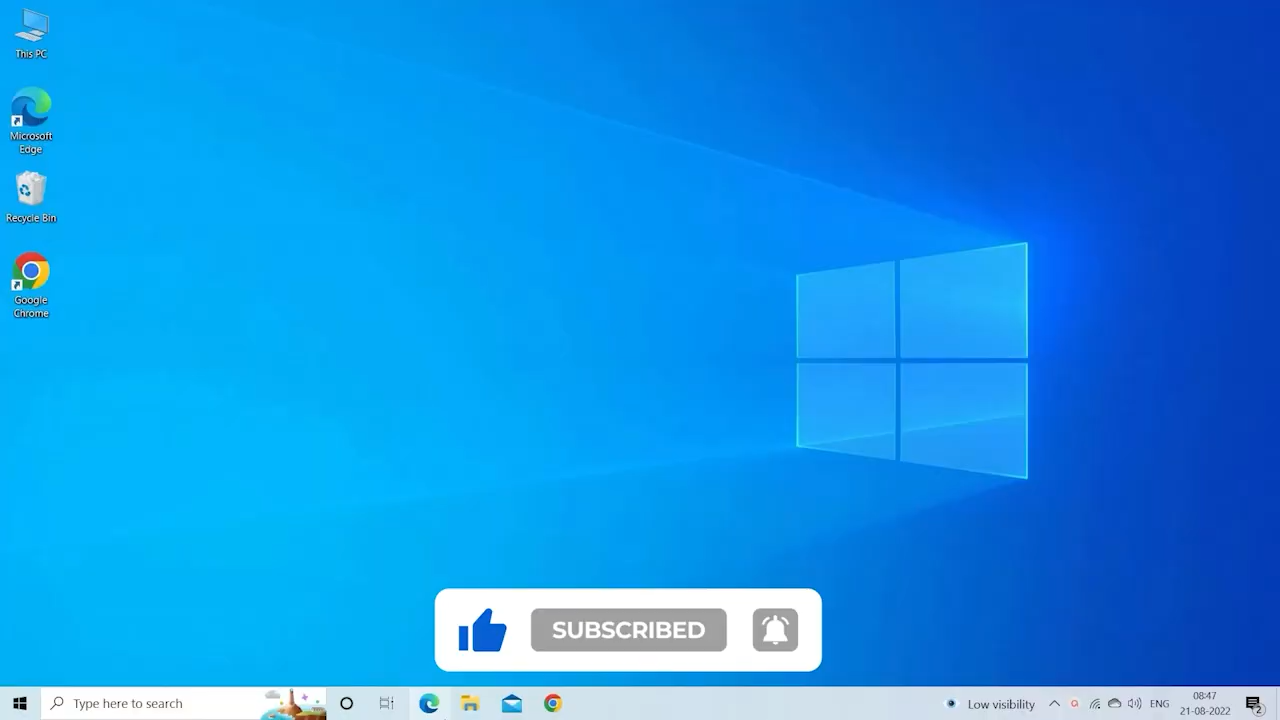 This PC
Microsoft
Edge
Recycle Bin
Google
Chrome
SUBSCRIBED
Type here to search
Low visibility
ENG
08:47
21-08-2022
2